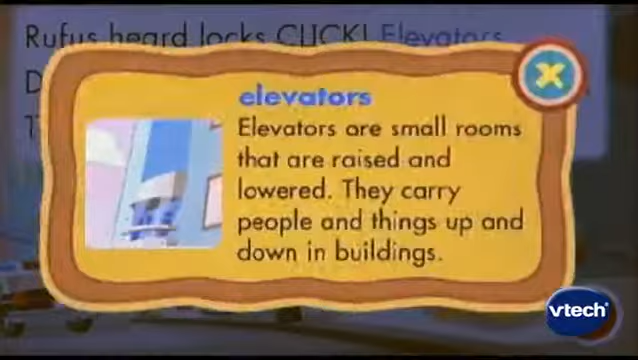 Rufus heard locks CLICK! Elevators
elevators
Elevators are small rooms
that are raised and
lowered. They carry
people and things up and
down in buildings.
vtech